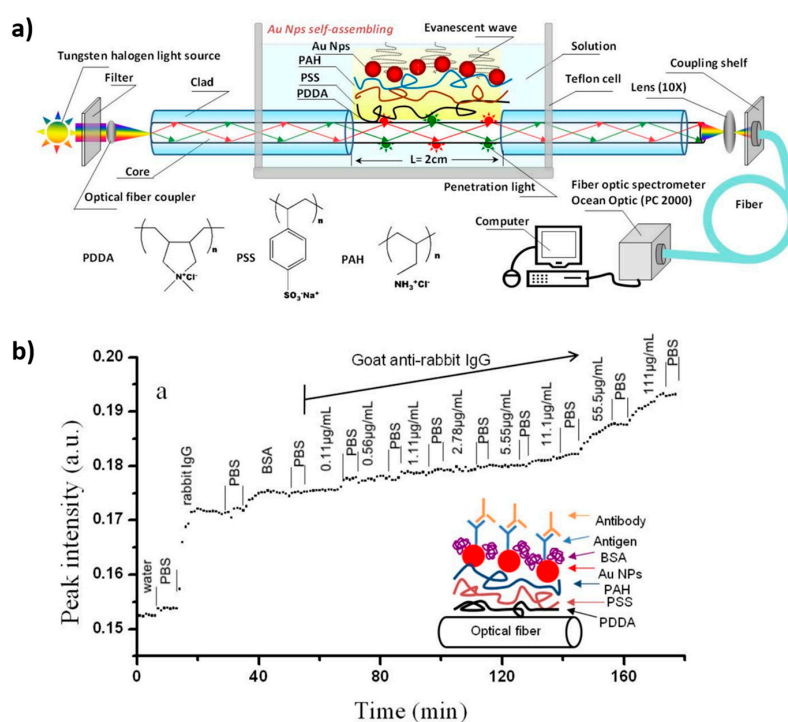 a)
Au Nps self-assembling
Evanescent wave
Tungsten halogen light source
Au Nps
Solution
Filter
PAH
Coupling shelf
Clad
PSS
Teflon cell
Lens (10X)
PDDA
L= 2cm
Core
Penetration light
Fiber optic spectrometer
Ocean Optic (PC 2000)
Optical fiber coupler
Fiber
Computer
PDDA
n
N⁺Cl⁻
PSS
n
SO₃⁻Na⁺
PAH
n
NH₃⁺Cl⁻
b)
a
Goat anti-rabbit IgG
water
PBS
rabbit IgG
PBS
BSA
PBS
0.11µg/mL
PBS
0.56µg/mL
PBS
1.11µg/mL
PBS
2.78µg/mL
PBS
5.55µg/mL
PBS
11.1µg/mL
PBS
55.5µg/mL
PBS
111µg/mL
PBS
Peak intensity (a.u.)
0.20
0.19
0.18
0.17
0.16
0.15
Antibody
Antigen
BSA
Au NPs
PAH
PSS
PDDA
Optical fiber
0 40 80 120 160
Time (min)